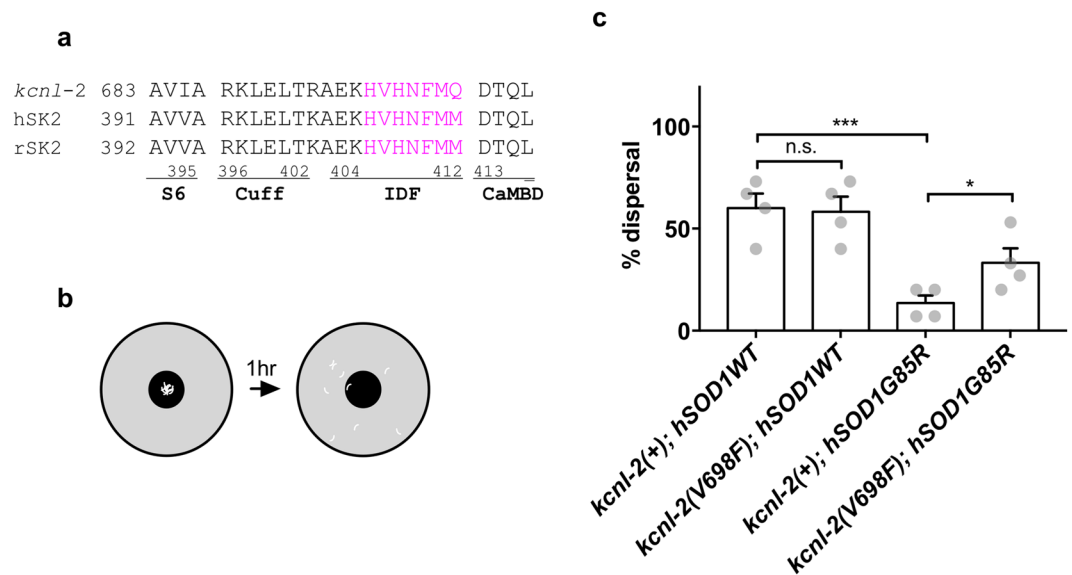 a
kcnl-2 683 AVIA RKLELTRAEKHVHNFMQ DTQL
hSK2 391 AVVA RKLELTKAEKHVHNFMM DTQL
rSK2 392 AVVA RKLELTKAEKHVHNFMM DTQL
395 396 402 404 412 413
S6 Cuff IDF CaMBD
b
1hr
c
% dispersal
100
50
0
***
n.s.
*
kcnl-2(+); hSOD1WT
kcnl-2(V698F); hSOD1WT
kcnl-2(+); hSOD1G85R
kcnl-2(V698F); hSOD1G85R